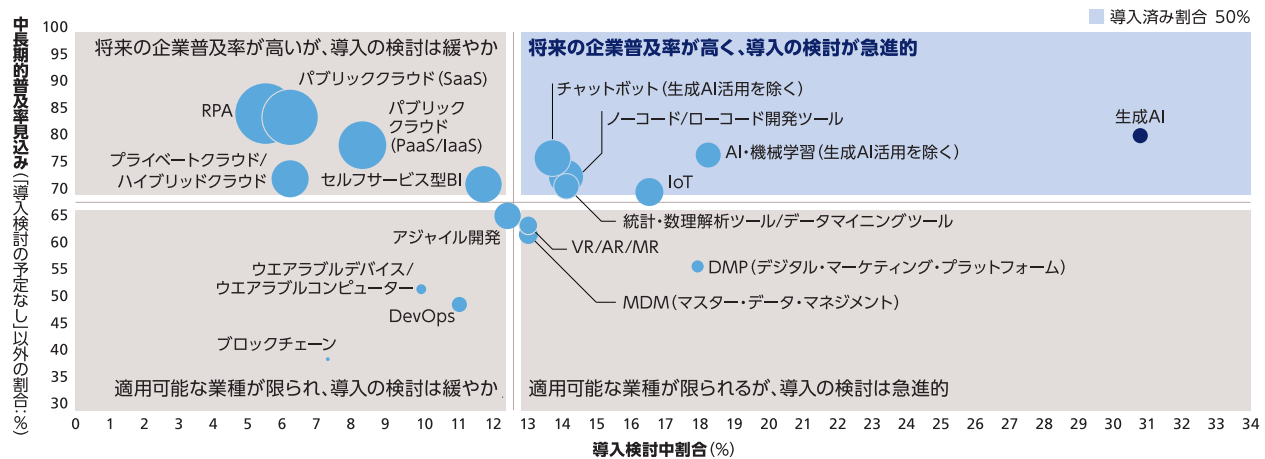 導入済み割合 50%
中長期的普及率見込み(「導入検討の予定なし」以外の割合:%)
100
95
90
85
80
75
70
65
60
55
50
45
40
35
30
将来の企業普及率が高いが、導入の検討は緩やか
パブリッククラウド(SaaS)
RPA
パブリック
クラウド
(PaaS/IaaS)
プライベートクラウド/
ハイブリッドクラウド
セルフサービス型BI
将来の企業普及率が高く、導入の検討が急進的
チャットボット(生成AI活用を除く)
ノーコード/ローコード開発ツール
生成AI
AI・機械学習(生成AI活用を除く)
IoT
統計・数理解析ツール/データマイニングツール
アジャイル開発
VR/AR/MR
ウエアラブルデバイス/
ウエアラブルコンピューター
DMP(デジタル・マーケティング・プラットフォーム)
MDM(マスター・データ・マネジメント)
DevOps
ブロックチェーン
適用可能な業種が限られ、導入の検討は緩やか
適用可能な業種が限られるが、導入の検討は急進的
0 1 2 3 4 5 6 7 8 9 10 11 12 13 14 15 16 17 18 19 20 21 22 23 24 25 26 27 28 29 30 31 32 33 34
導入検討中割合(%)